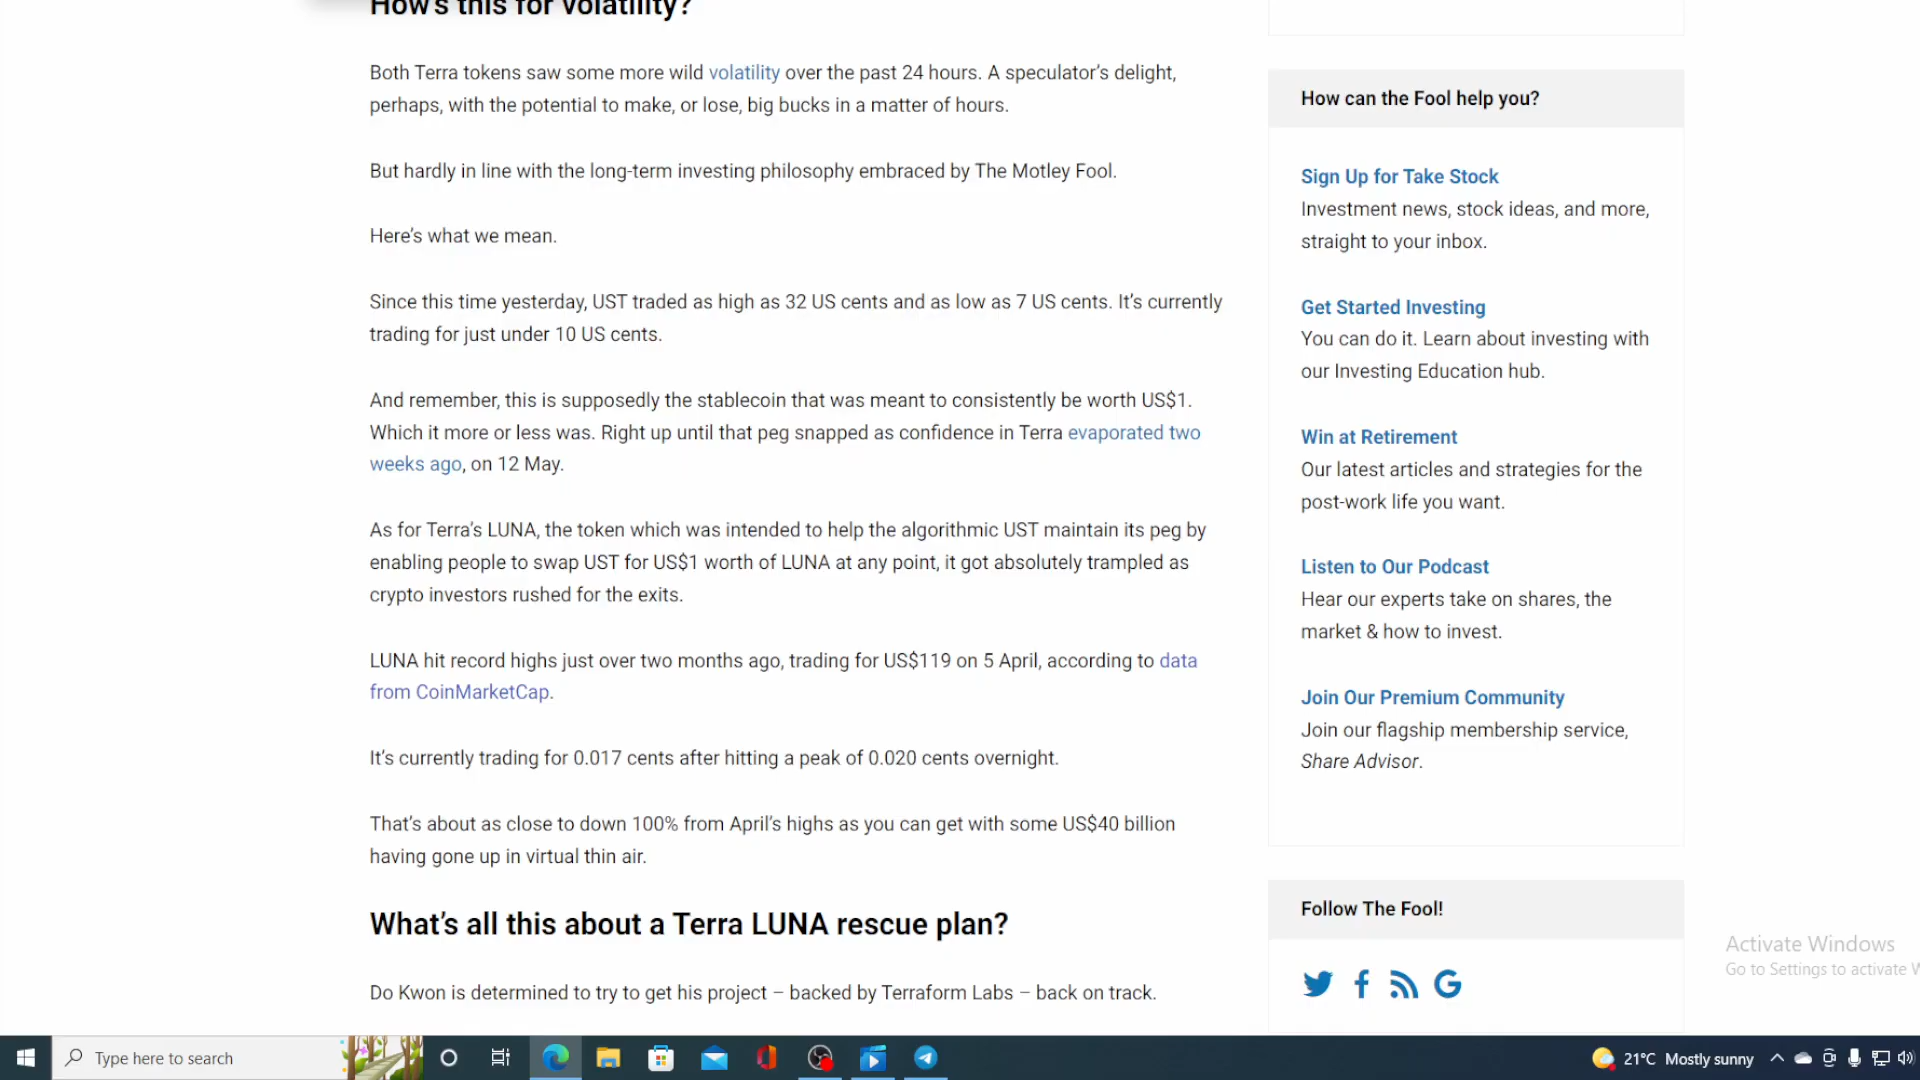 How's this for volatility?
Both Terra tokens saw some more wild volatility over the past 24 hours. A speculator's delight,
perhaps, with the potential to make, or lose, big bucks in a matter of hours.
But hardly in line with the long-term investing philosophy embraced by The Motley Fool.
Here's what we mean.
Since this time yesterday, UST traded as high as 32 US cents and as low as 7 US cents. It's currently
trading for just under 10 US cents.
And remember, this is supposedly the stablecoin that was meant to consistently be worth US$1.
Which it more or less was. Right up until that peg snapped as confidence in Terra evaporated two
weeks ago, on 12 May.
As for Terra's LUNA, the token which was intended to help the algorithmic UST maintain its peg by
enabling people to swap UST for US$1 worth of LUNA at any point, it got absolutely trampled as
crypto investors rushed for the exits.
LUNA hit record highs just over two months ago, trading for US$119 on 5 April, according to data
from CoinMarketCap.
It's currently trading for 0.017 cents after hitting a peak of 0.020 cents overnight.
That's about as close to down 100% from April's highs as you can get with some US$40 billion
having gone up in virtual thin air.
What's all this about a Terra LUNA rescue plan?
Do Kwon is determined to try to get his project – backed by Terraform Labs – back on track.
How can the Fool help you?
Sign Up for Take Stock
Investment news, stock ideas, and more,
straight to your inbox.
Get Started Investing
You can do it. Learn about investing with
our Investing Education hub.
Win at Retirement
Our latest articles and strategies for the
post-work life you want.
Listen to Our Podcast
Hear our experts take on shares, the
market & how to invest.
Join Our Premium Community
Join our flagship membership service,
Share Advisor.
Follow The Fool!
Activate Windows
Go to Settings to activate W
Type here to search
21°C Mostly sunny